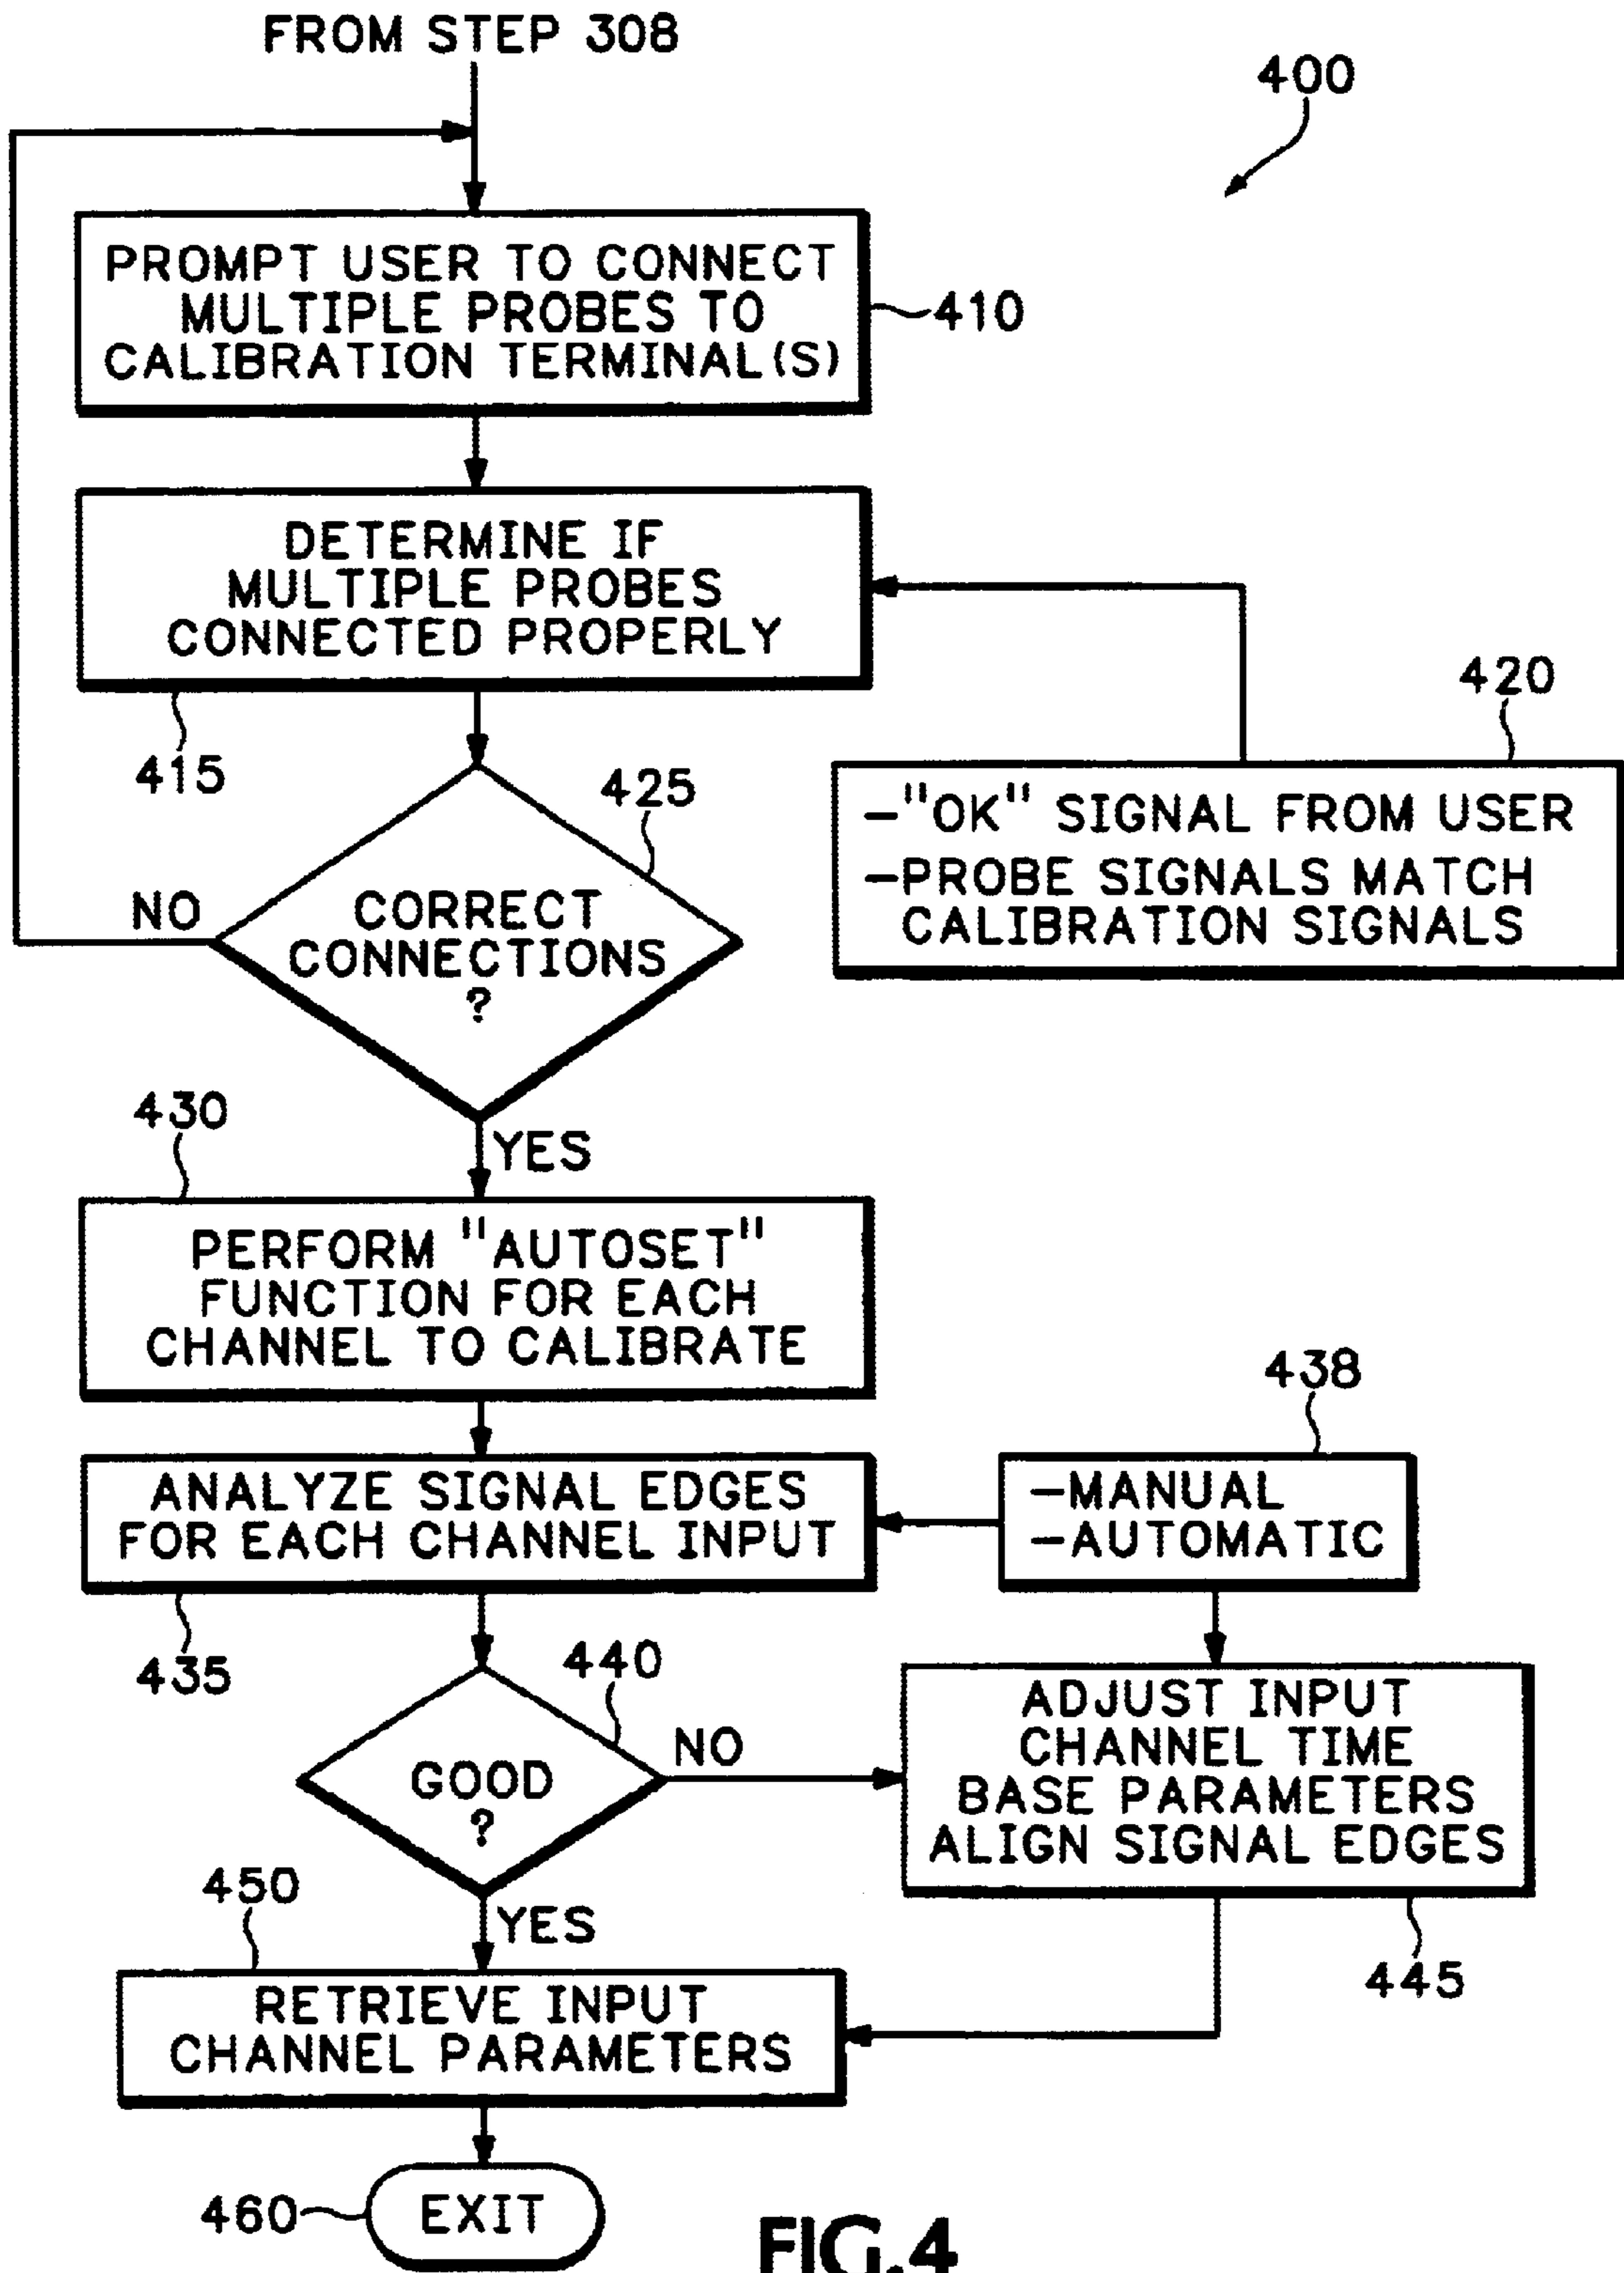 FROM STEP 308
400
PROMPT USER TO CONNECT
MULTIPLE PROBES TO
CALIBRATION TERMINAL(S)
410
DETERMINE IF
MULTIPLE PROBES
CONNECTED PROPERLY
415
420
-"OK" SIGNAL FROM USER
-PROBE SIGNALS MATCH
CALIBRATION SIGNALS
425
CORRECT
CONNECTIONS
?
NO
YES
430
PERFORM "AUTOSET"
FUNCTION FOR EACH
CHANNEL TO CALIBRATE
438
-MANUAL
-AUTOMATIC
ANALYZE SIGNAL EDGES
FOR EACH CHANNEL INPUT
435
440
GOOD
?
NO
ADJUST INPUT
CHANNEL TIME
BASE PARAMETERS
ALIGN SIGNAL EDGES
445
YES
450
RETRIEVE INPUT
CHANNEL PARAMETERS
460
EXIT
FIG.4